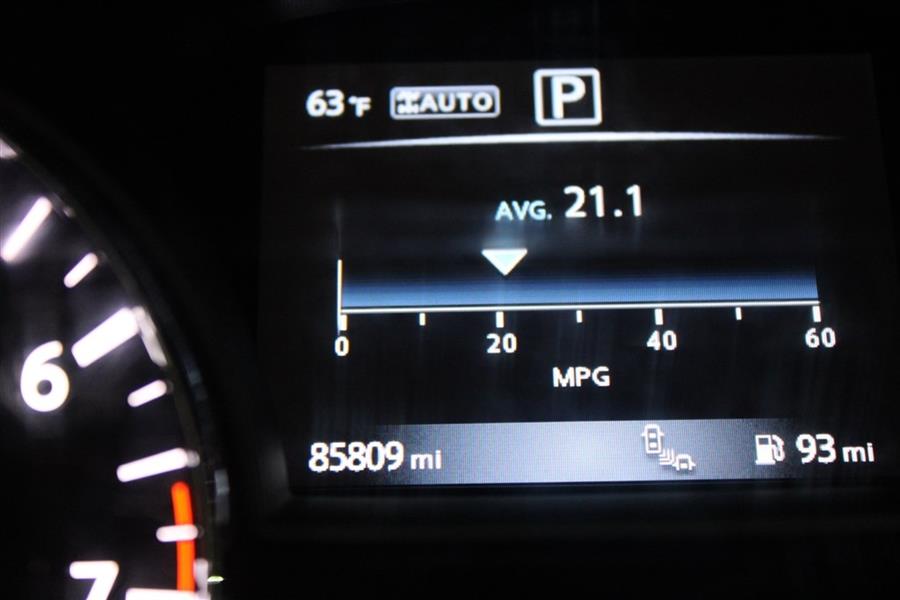 63°F AUTO P
AVG. 21.1
0 20 40 60
MPG
6
85809 mi 93 mi
7